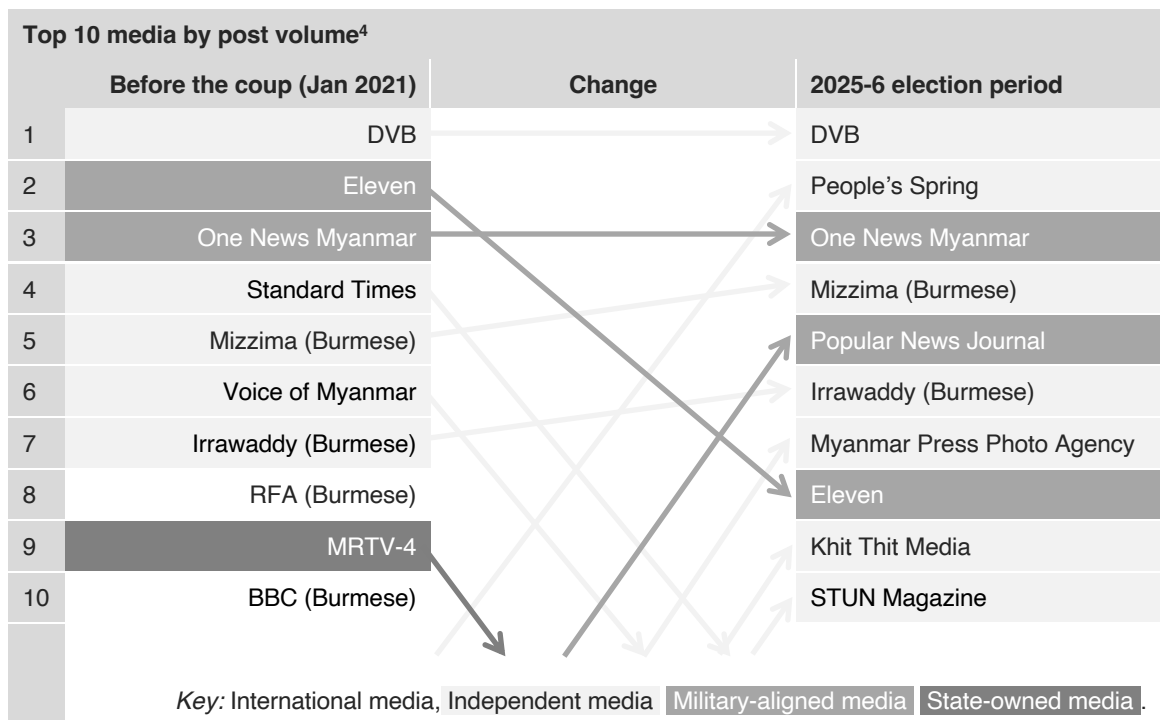 Top 10 media by post volume4
Before the coup (Jan 2021) Change 2025-6 election period
1 DVB DVB
2 Eleven People’s Spring
3 One News Myanmar One News Myanmar
4 Standard Times Mizzima (Burmese)
5 Mizzima (Burmese) Popular News Journal
6 Voice of Myanmar Irrawaddy (Burmese)
7 Irrawaddy (Burmese) Myanmar Press Photo Agency
8 RFA (Burmese) Eleven
9 MRTV-4 Khit Thit Media
10 BBC (Burmese) STUN Magazine
Key: International media, Independent media Military-aligned media State-owned media.